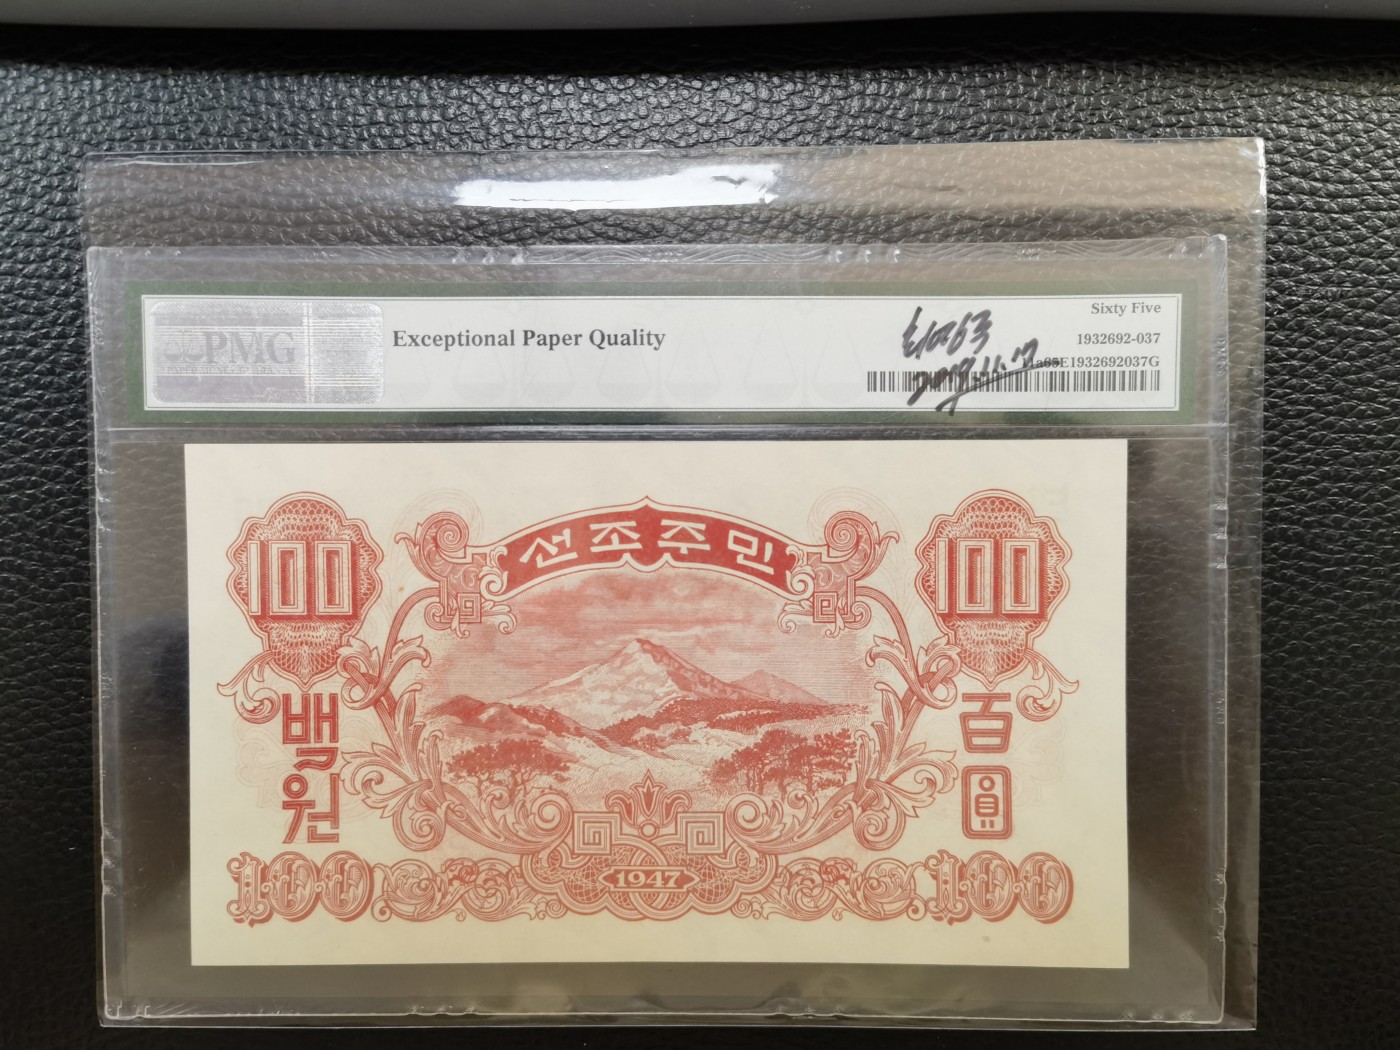 PMG
Exceptional Paper Quality
Sixty Five
1932692-037
11a65E1932692037G
선조주민
100
100
백원
百圓
100
1947
100